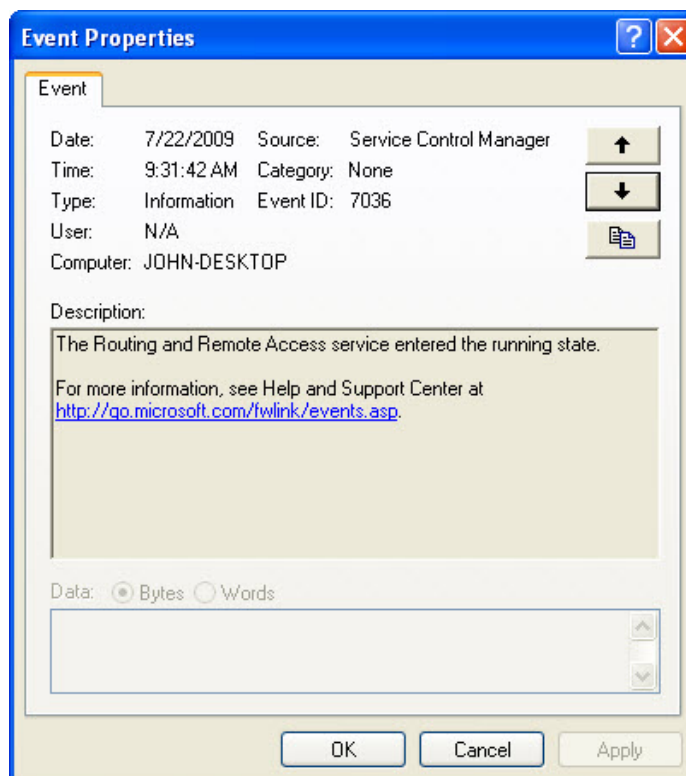 Event Properties
Event
Date: 7/22/2009 Source: Service Control Manager
Time: 9:31:42 AM Category: None
Type: Information Event ID: 7036
User: N/A
Computer: JOHN-DESKTOP
Description:
The Routing and Remote Access service entered the running state.
For more information, see Help and Support Center at
http://go.microsoft.com/fwlink/events.asp.
Data: Bytes Words
OK Cancel Apply